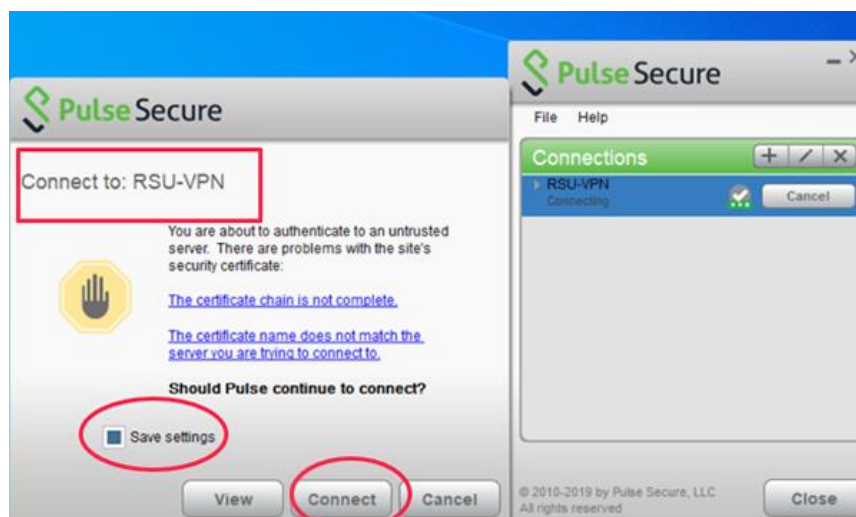 Pulse Secure
Connect to: RSU-VPN
You are about to authenticate to an untrusted
server. There are problems with the site's
security certificate:
The certificate chain is not complete.
The certificate name does not match the
server you are trying to connect to.
Should Pulse continue to connect?
Save settings
View
Connect
Cancel
Pulse Secure
File Help
Connections
RSU-VPN
Connecting
Cancel
© 2010-2019 by Pulse Secure, LLC
All rights reserved
Close